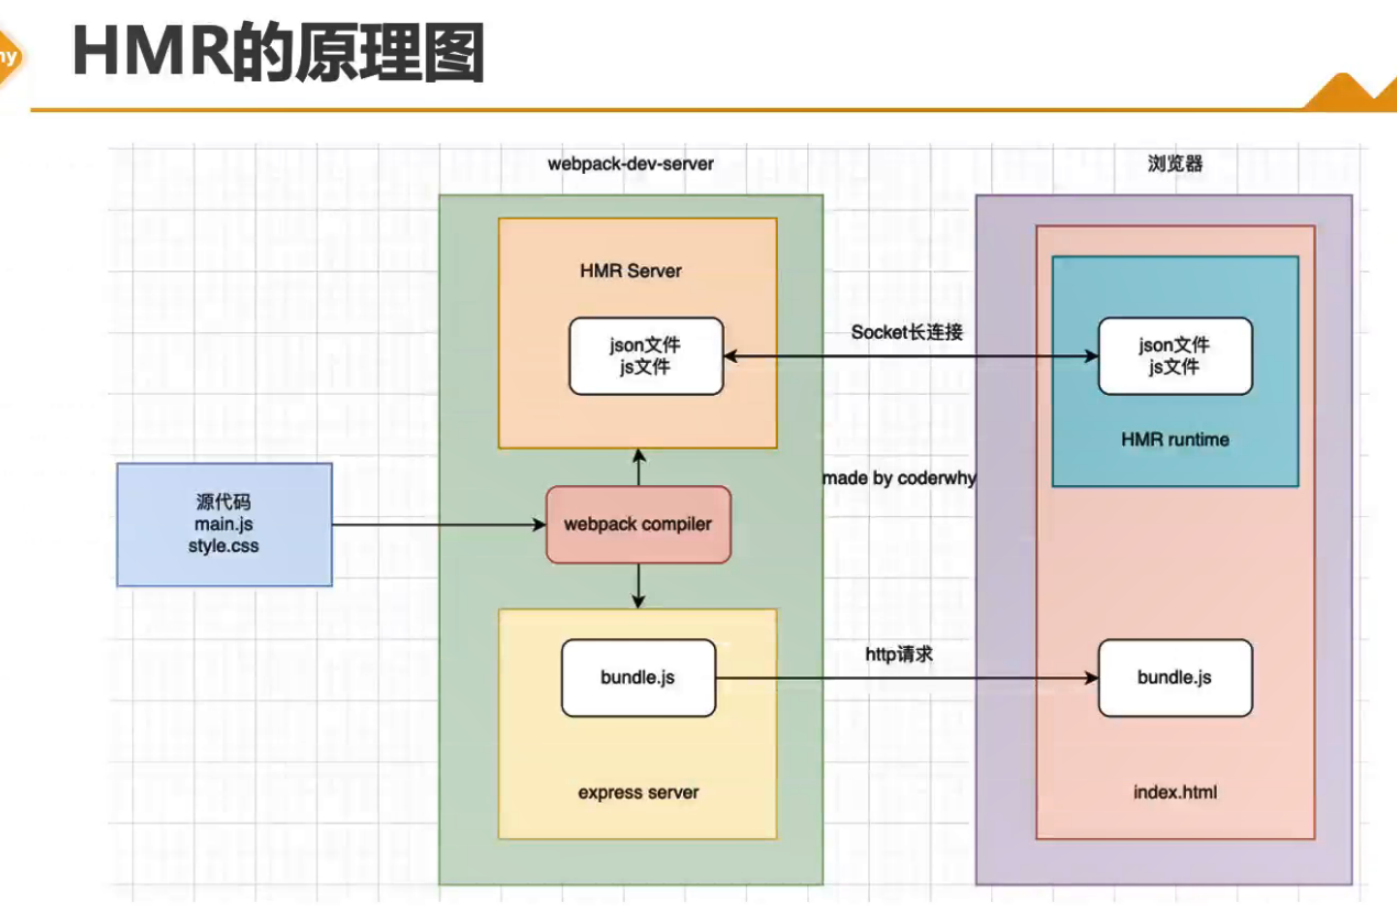 HMR的原理图
webpack-dev-server
浏览器
HMR Server
json文件
js文件
Socket长连接
json文件
js文件
HMR runtime
made by coderwhy
源代码
main.js
style.css
webpack compiler
http请求
bundle.js
bundle.js
express server
index.html